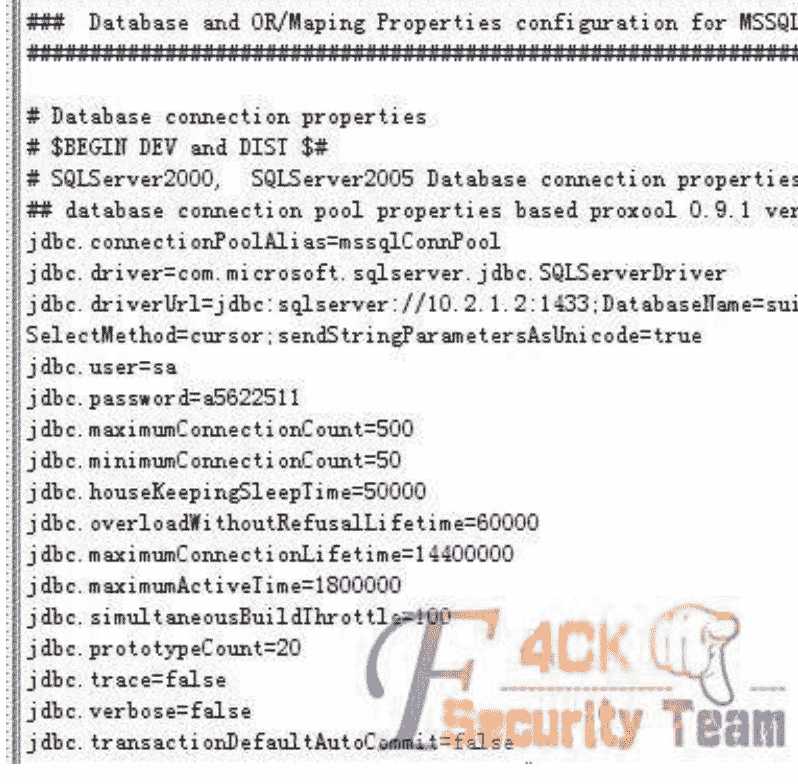 ###  Database and OR/Maping Properties configuration for MSSQL
##############################################################
# Database connection properties
# $BEGIN DEV and DIST $#
# SQLServer2000,  SQLServer2005 Database connection properties
## database connection pool properties based proxool 0.9.1 ver
jdbc.connectionPoolAlias=mssqlConnPool
jdbc.driver=com.microsoft.sqlserver.jdbc.SQLServerDriver
jdbc.driverUrl=jdbc:sqlserver://10.2.1.2:1433;DatabaseName=sui
SelectMethod=cursor;sendStringParametersAsUnicode=true
jdbc.user=sa
jdbc.password=a5622511
jdbc.maximumConnectionCount=500
jdbc.minimumConnectionCount=50
jdbc.houseKeepingSleepTime=50000
jdbc.overloadWithoutRefusalLifetime=60000
jdbc.maximumConnectionLifetime=14400000
jdbc.maximumActiveTime=1800000
jdbc.simultaneousBuildThrottle=100
jdbc.prototypeCount=20
jdbc.trace=false
jdbc.verbose=false
jdbc.transactionDefaultAutoCommit=false
F4CK
Security Team